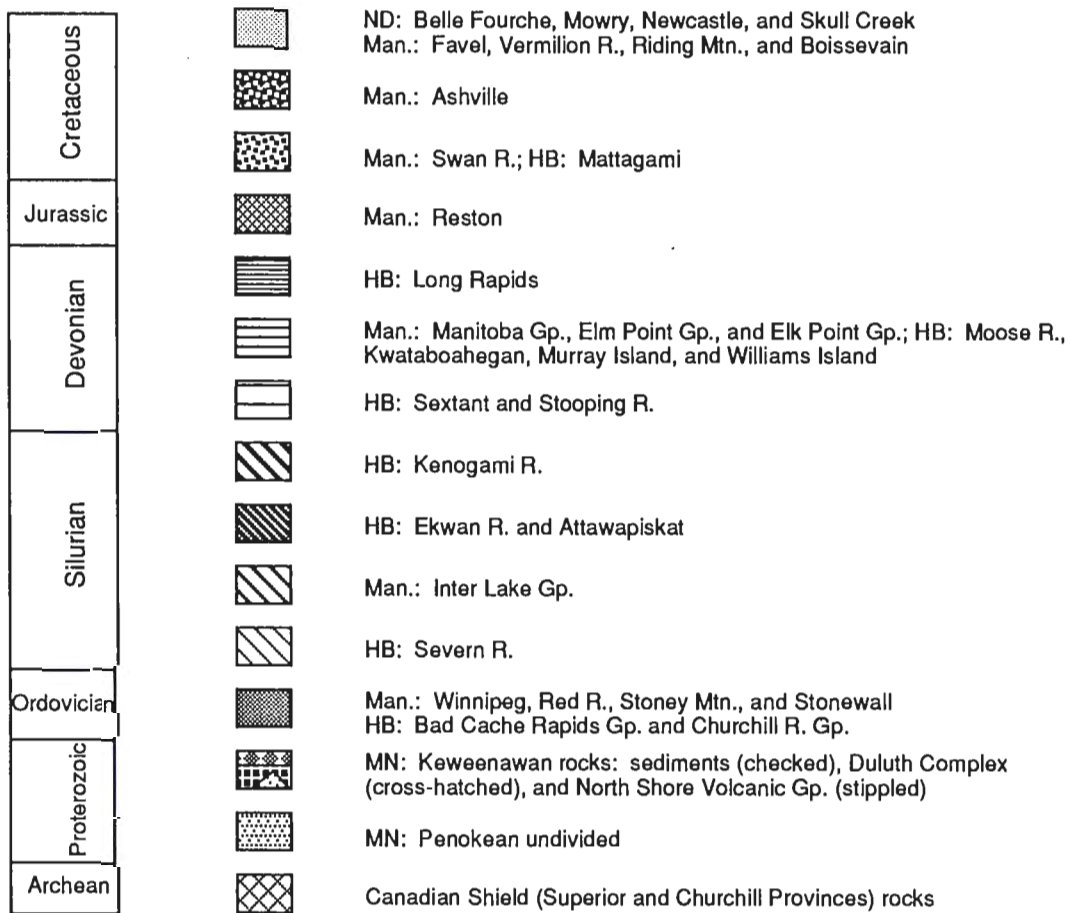 Cretaceous
ND: Belle Fourche, Mowry, Newcastle, and Skull Creek
Man.: Favel, Vermilion R., Riding Mtn., and Boissevain
Man.: Ashville
Man.: Swan R.; HB: Mattagami
Jurassic
Man.: Reston
Devonian
HB: Long Rapids
Man.: Manitoba Gp., Elm Point Gp., and Elk Point Gp.; HB: Moose R.,
Kwataboahegan, Murray Island, and Williams Island
HB: Sextant and Stooping R.
Silurian
HB: Kenogami R.
HB: Ekwan R. and Attawapiskat
Man.: Inter Lake Gp.
HB: Severn R.
Ordovician
Man.: Winnipeg, Red R., Stoney Mtn., and Stonewall
HB: Bad Cache Rapids Gp. and Churchill R. Gp.
Proterozoic
MN: Keweenawan rocks: sediments (checked), Duluth Complex
(cross-hatched), and North Shore Volcanic Gp. (stippled)
MN: Penokean undivided
Archean
Canadian Shield (Superior and Churchill Provinces) rocks